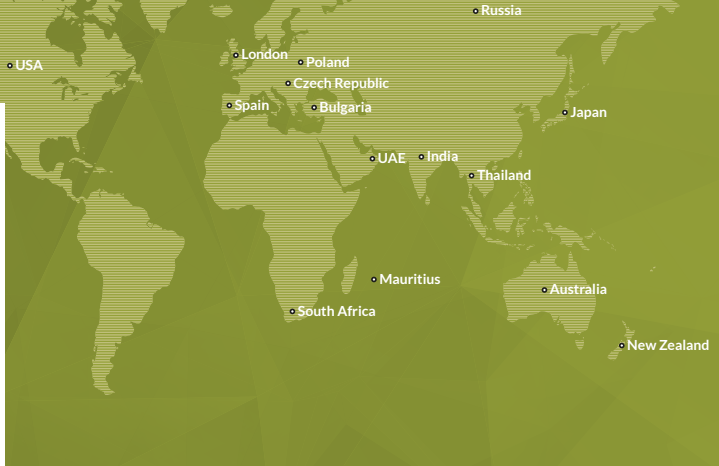 Russia
London
Poland
USA
Czech Republic
Spain
Bulgaria
Japan
UAE
India
Thailand
Mauritius
Australia
South Africa
New Zealand